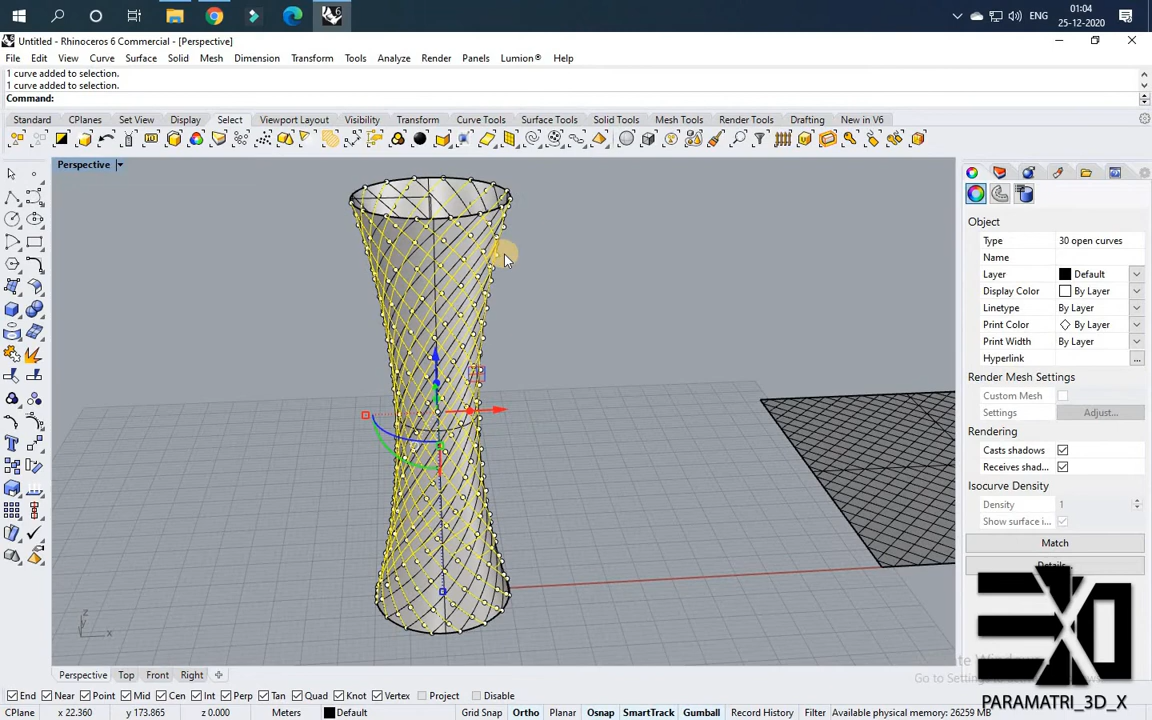 01:04
ENG
25-12-2020
Untitled - Rhinoceros 6 Commercial - [Perspective]
File Edit View Curve Surface Solid Mesh Dimension Transform Tools Analyze Render Panels Lumion® Help
1 curve added to selection.
1 curve added to selection.
Command:
Standard CPlanes Set View Display Select Viewport Layout Visibility Transform Curve Tools Surface Tools Solid Tools Mesh Tools Render Tools Drafting New in V6
Perspective
Object
Type 30 open curves
Name
Layer Default
Display Color By Layer
Linetype By Layer
Print Color By Layer
Print Width By Layer
Hyperlink ...
Render Mesh Settings
Custom Mesh
Settings Adjust...
Rendering
Casts shadows
Receives shad...
Isocurve Density
Density 1
Show surface i...
Match
Details...
z
x
PARAMATRI_3D_X
Perspective Top Front Right
End Near Point Mid Cen Int Perp Tan Quad Knot Vertex Project Disable
CPlane x 22.360 y 173.865 z 0.000 Meters Default Grid Snap Ortho Planar Osnap SmartTrack Gumball Record History Filter Available physical memory: 26259 MB